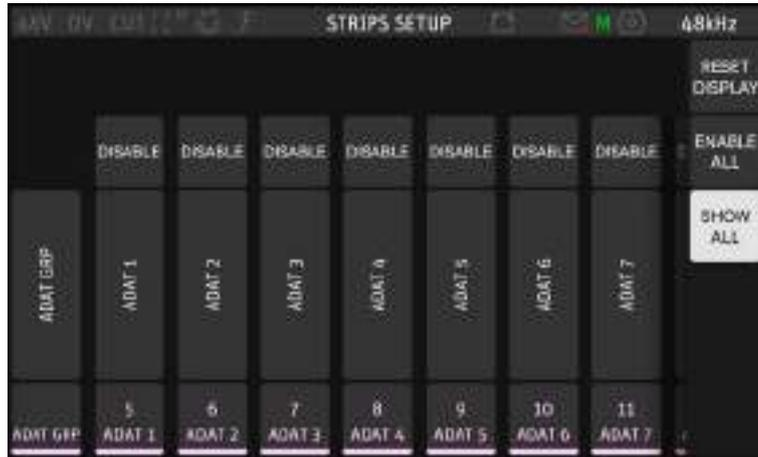 STRIPS SETUP
M
48kHz
RESET
DISPLAY
DISABLE DISABLE DISABLE DISABLE DISABLE DISABLE DISABLE
ENABLE
ALL
SHOW
ALL
ADAT GRP ADAT 1 ADAT 2 ADAT 3 ADAT 4 ADAT 5 ADAT 6 ADAT 7
5 6 7 8 9 10 11
ADAT GRP ADAT 1 ADAT 2 ADAT 3 ADAT 4 ADAT 5 ADAT 6 ADAT 7